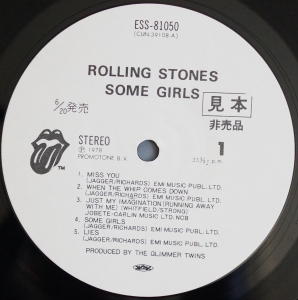 ESS-81050
(CUN 39108-A)
ROLLING STONES
SOME GIRLS
見本
非売品
6/20発売
STEREO
Ⓟ 1978
PROMOTONE B.V.
1
33⅓ r.p.m.
1. MISS YOU
(JAGGER/RICHARDS) EMI MUSIC PUBL. LTD.
2. WHEN THE WHIP COMES DOWN
(JAGGER/RICHARDS) EMI MUSIC PUBL. LTD.
3. JUST MY IMAGINATION (RUNNING AWAY
WITH ME) (WHITFIELD/STRONG)
JOBETE-CARLIN MUSIC LTD. NCB
4. SOME GIRLS
(JAGGER/RICHARDS) EMI MUSIC PUBL. LTD.
5. LIES
(JAGGER/RICHARDS) EMI MUSIC PUBL. LTD.
PRODUCED BY THE GLIMMER TWINS